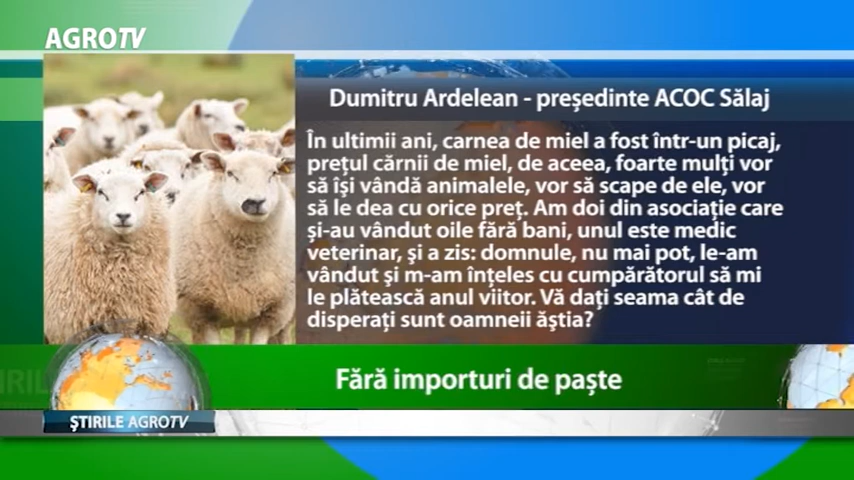 AGROTV
Dumitru Ardelean - președinte ACOC Sălaj
În ultimii ani, carnea de miel a fost într-un picaj,
prețul cărnii de miel, de aceea, foarte mulți vor
să își vândă animalele, vor să scape de ele, vor
să le dea cu orice preț. Am doi din asociație care
și-au vândut oile fără bani, unul este medic
veterinar, și a zis: domnule, nu mai pot, le-am
vândut și m-am înțeles cu cumpărătorul să mi
le plătească anul viitor. Vă dați seama cât de
disperați sunt oamneii ăștia?
Fără importuri de paște
ȘTIRILE AGROTV